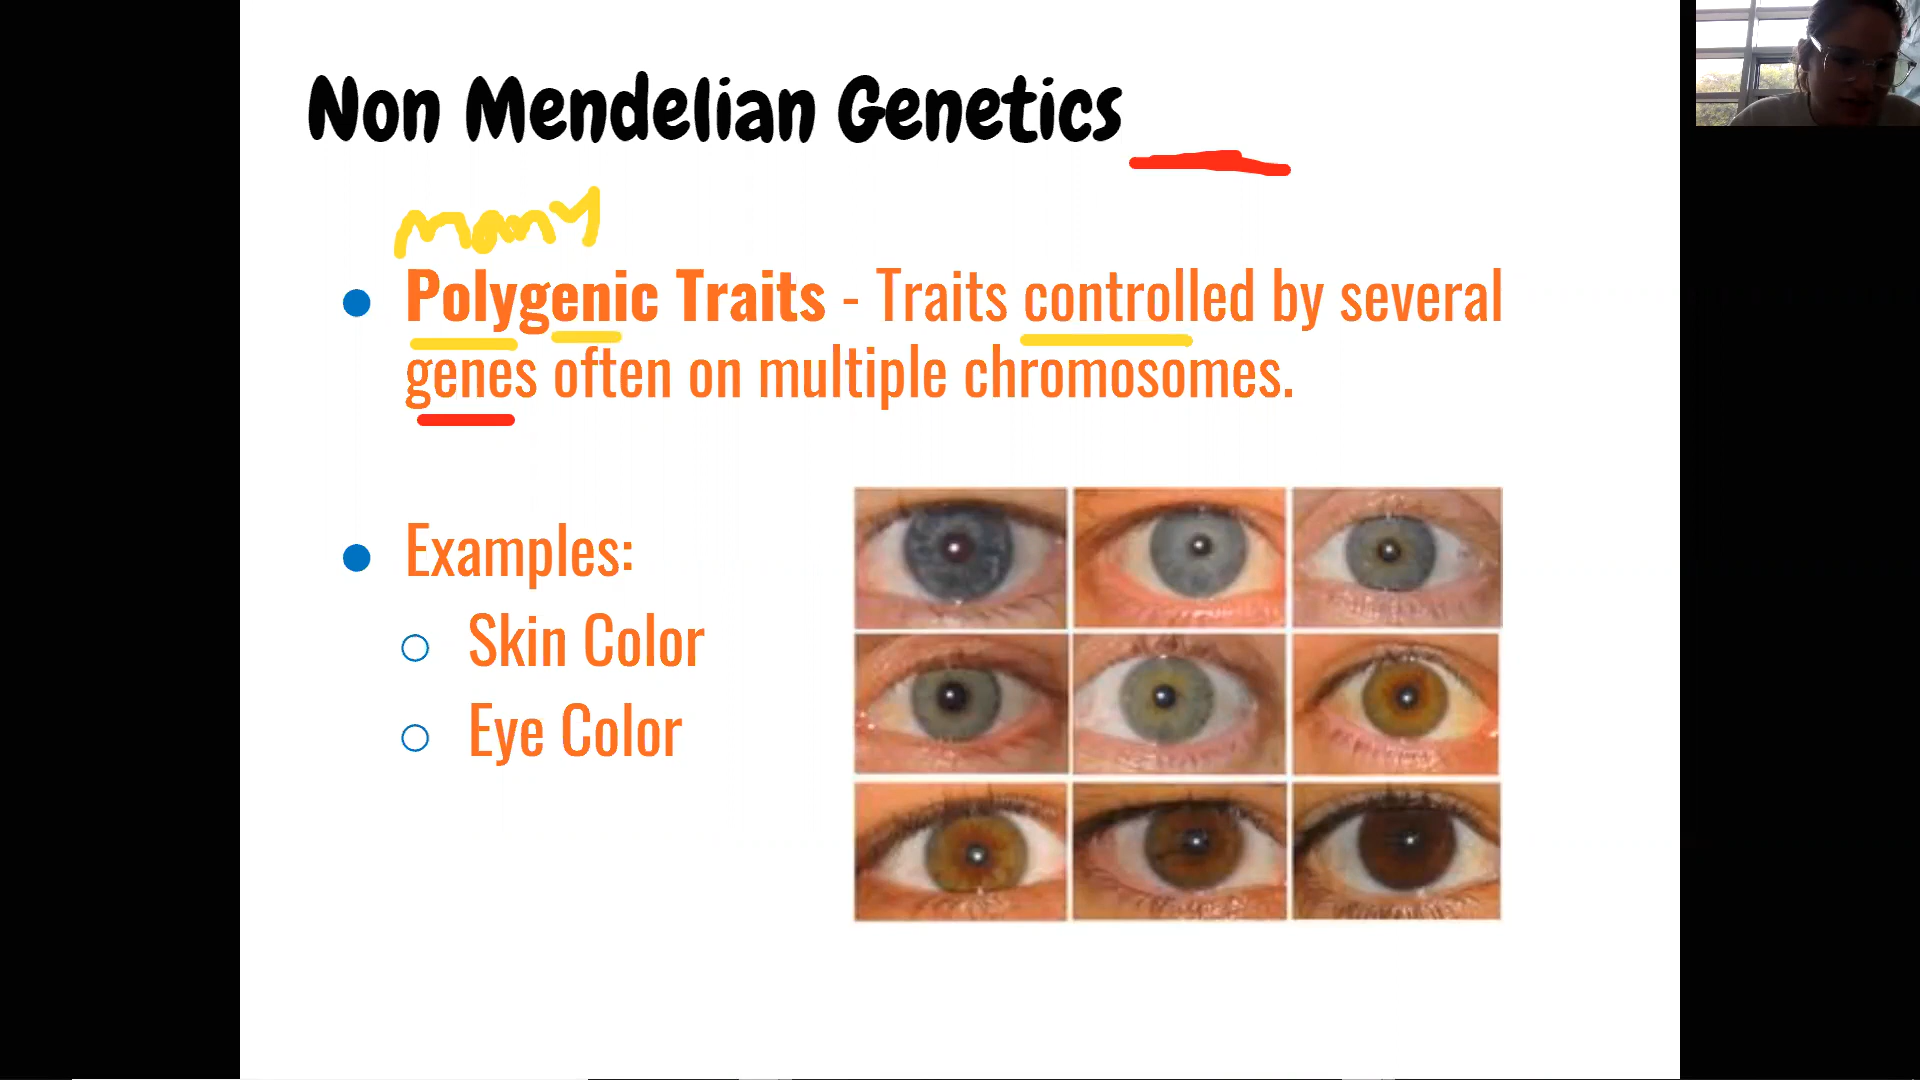 Non Mendelian Genetics
many
Polygenic Traits - Traits controlled by several
genes often on multiple chromosomes.
Examples:
Skin Color
Eye Color